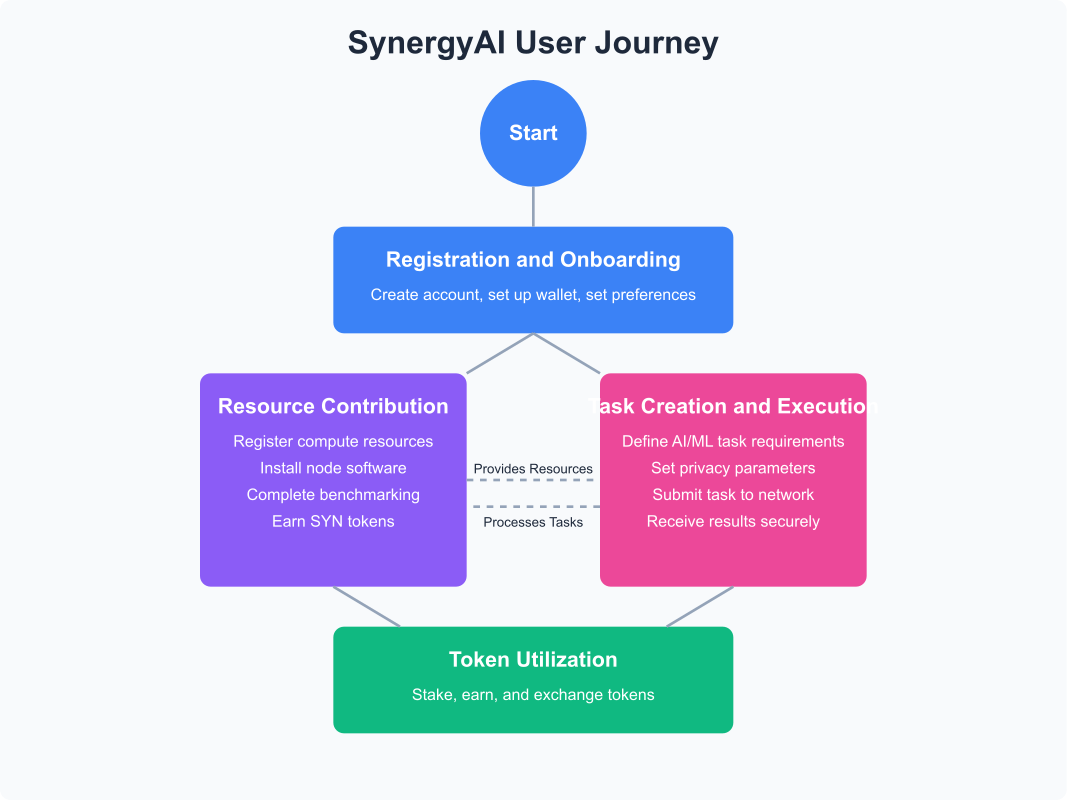 SynergyAI User Journey
Start
Registration and Onboarding
Create account, set up wallet, set preferences
Resource Contribution
Register compute resources
Install node software
Complete benchmarking
Earn SYN tokens
Provides Resources
Processes Tasks
Task Creation and Execution
Define AI/ML task requirements
Set privacy parameters
Submit task to network
Receive results securely
Token Utilization
Stake, earn, and exchange tokens